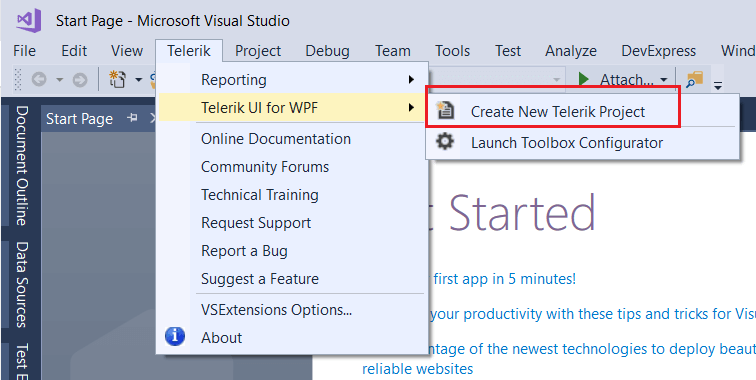 Start Page - Microsoft Visual Studio
File Edit View Telerik Project Debug Team Tools Test Analyze DevExpress Window
Attach...
Reporting
Telerik UI for WPF
Online Documentation
Community Forums
Technical Training
Request Support
Report a Bug
Suggest a Feature
VSExtensions Options...
About
Create New Telerik Project
Launch Toolbox Configurator
Document Outline
Data Sources
Test E
Start Page
t Started
first app in 5 minutes!
your productivity with these tips and tricks for Visu
ntage of the newest technologies to deploy beaut
reliable websites